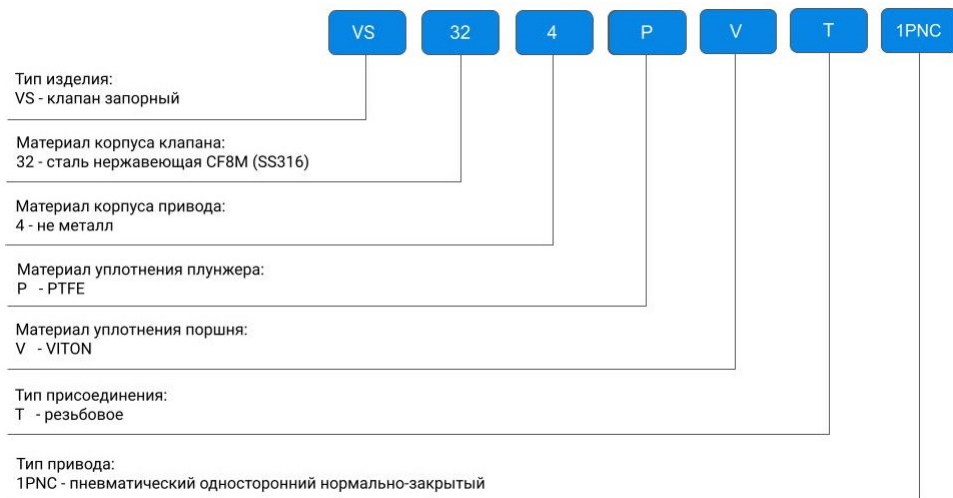 VS 32 4 P V T 1PNC
Тип изделия:
VS - клапан запорный
Материал корпуса клапана:
32 - сталь нержавеющая CF8M (SS316)
Материал корпуса привода:
4 - не металл
Материал уплотнения плунжера:
P - PTFE
Материал уплотнения поршня:
V - VITON
Тип присоединения:
T - резьбовое
Тип привода:
1PNC - пневматический односторонний нормально-закрытый